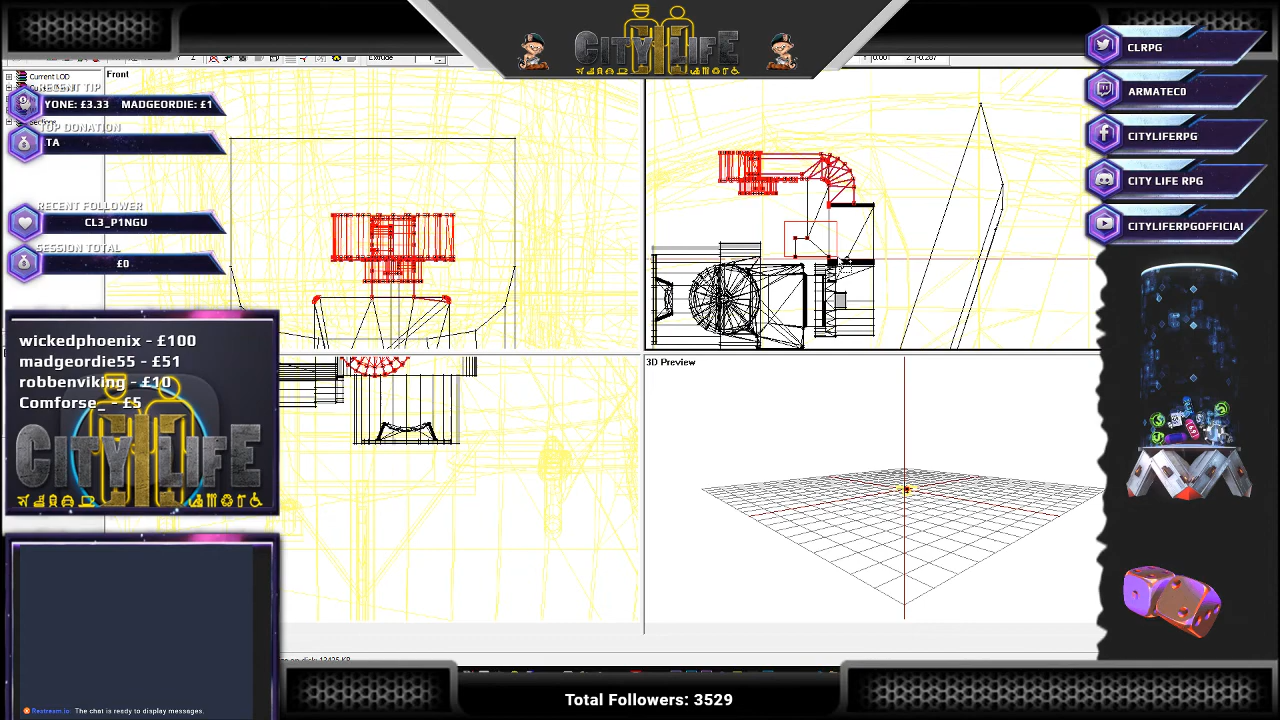 CITY LIFE
Extrude
Current LOD
Front
RECENT TIP
YONE: £3.33 MADGEORDIE: £1
TOP DONATION
TA
RECENT FOLLOWER
CL3_P1NGU
SESSION TOTAL
£0
wickedphoenix - £100
madgeordie55 - £51
robbenviking - £10
Comforse_ - £5
CITY LIFE
3D Preview
CLRPG
ARMATEC0
CITYLIFERPG
CITY LIFE RPG
CITYLIFERPGOFFICIAL
Restream.io The chat is ready to display messages.
Total Followers: 3529